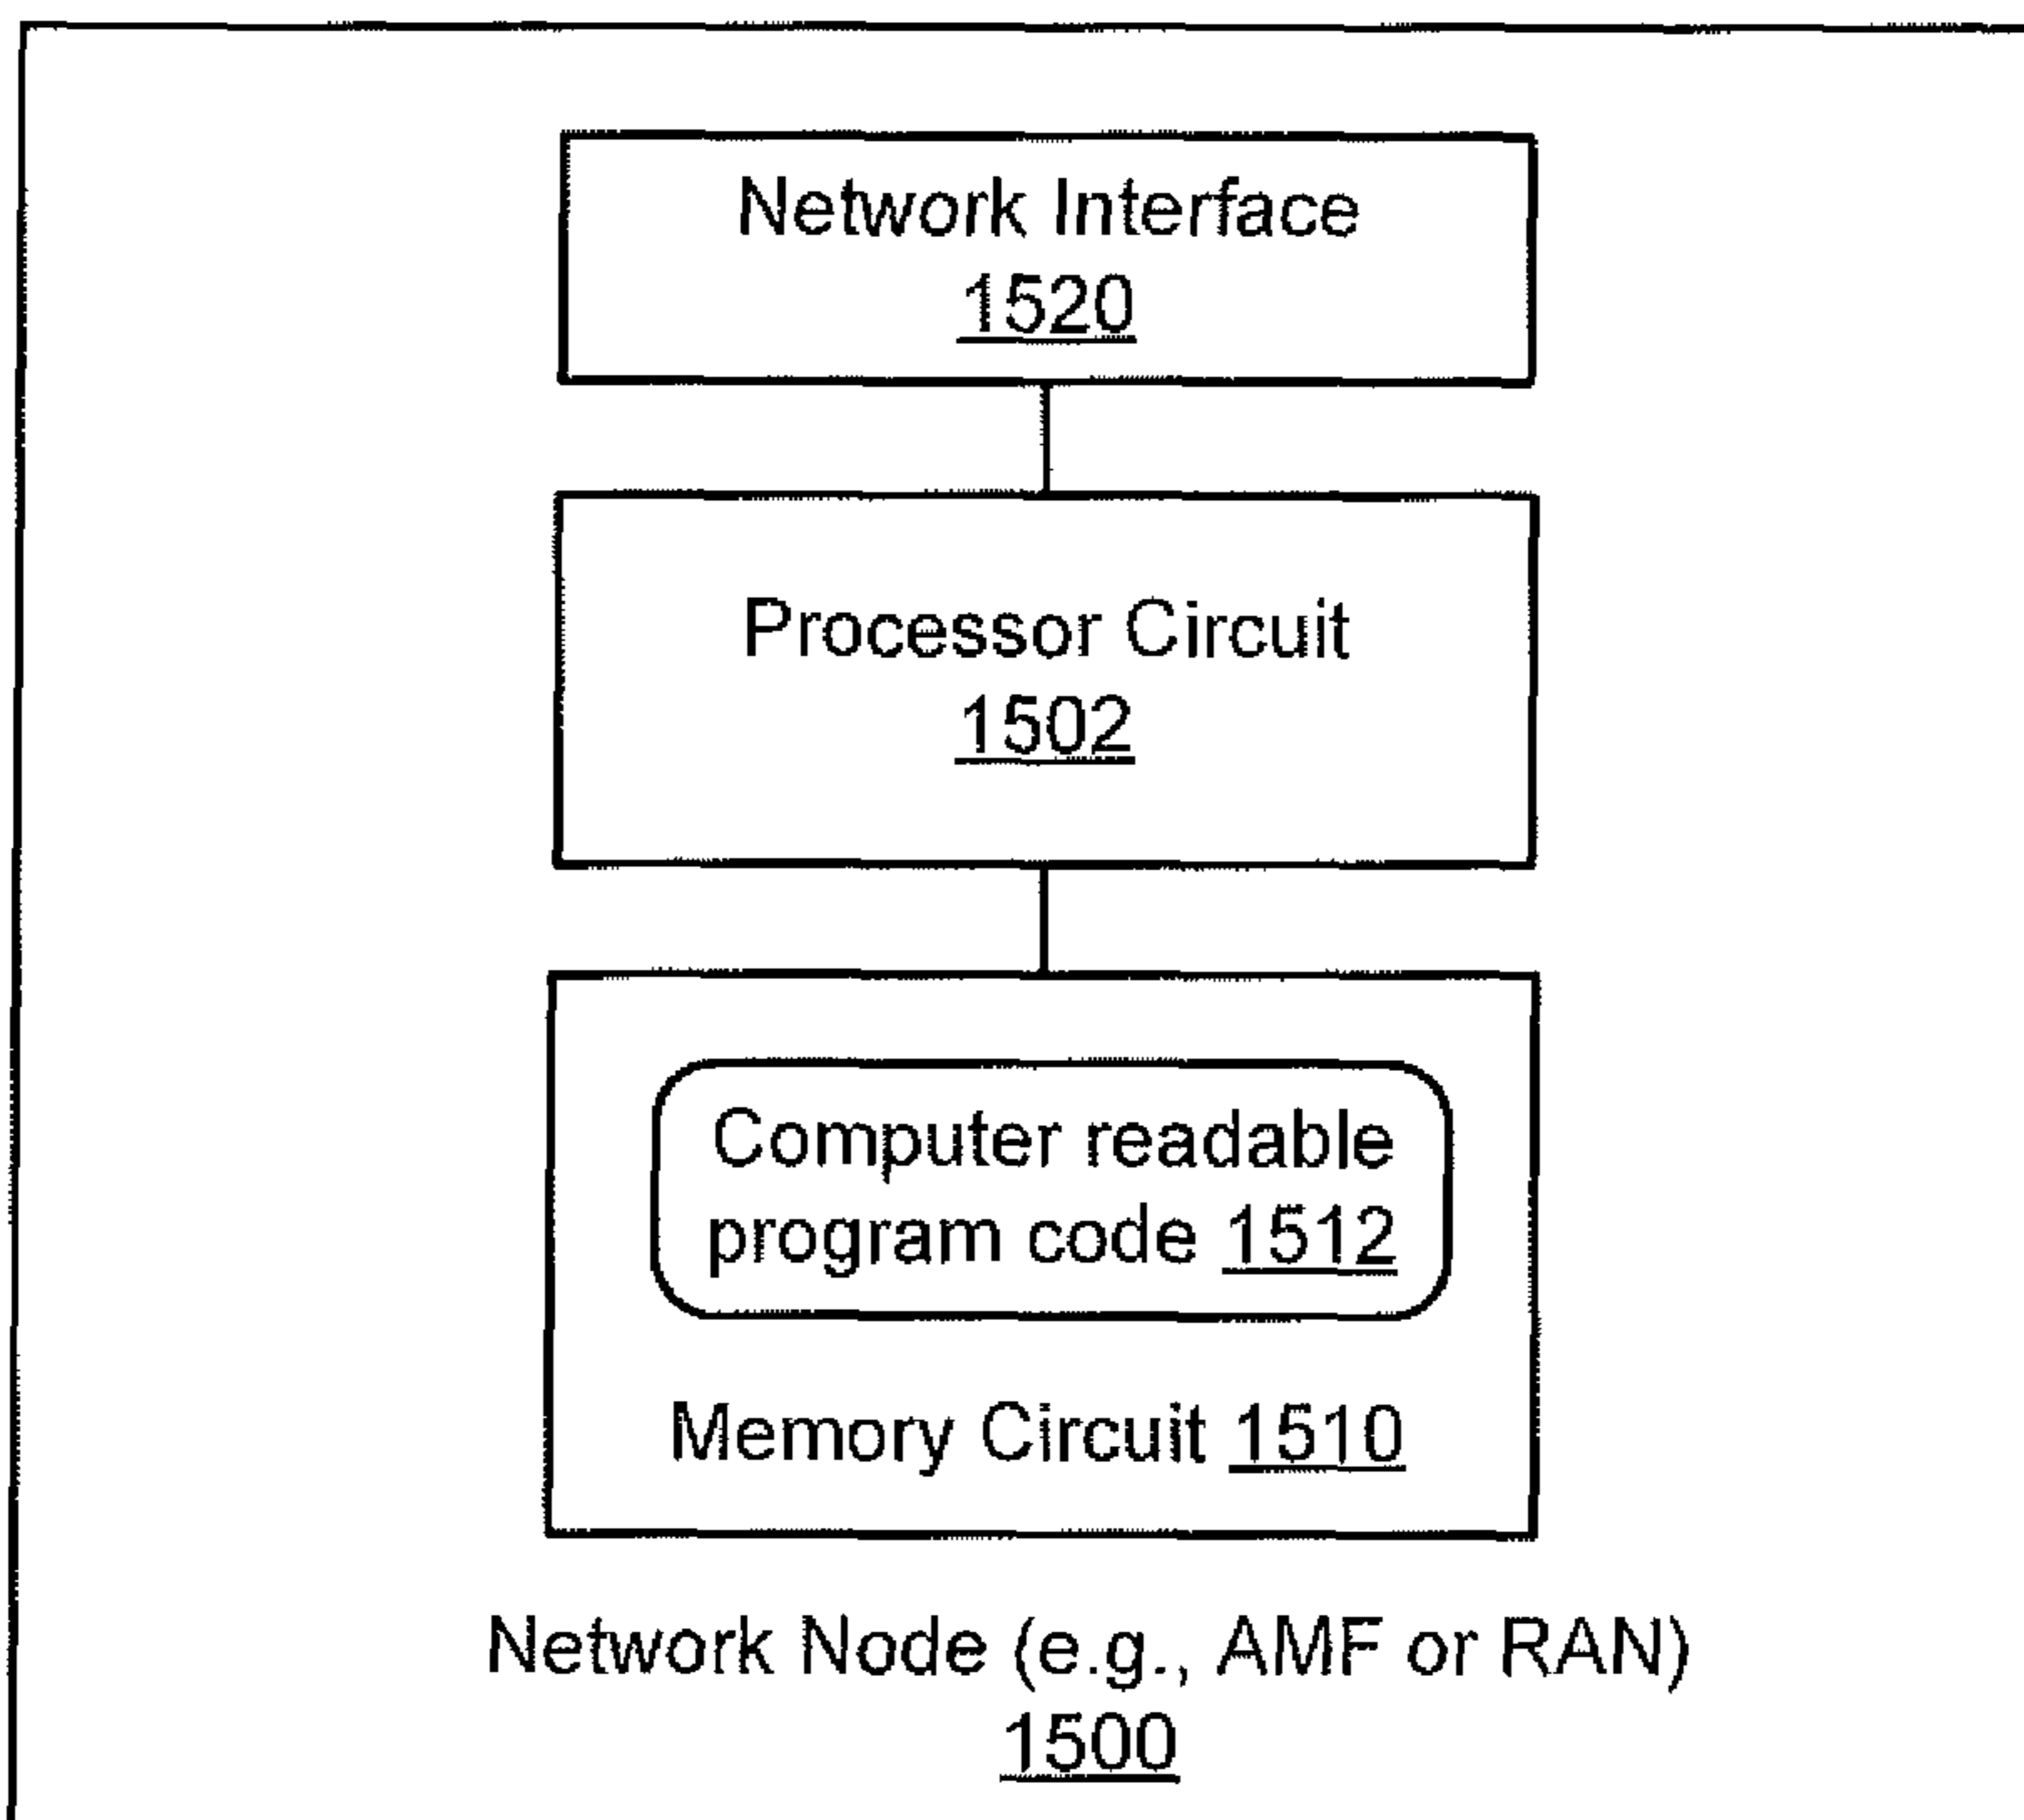 Network Interface
1520
Processor Circuit
1502
Computer readable
program code 1512
Memory Circuit 1510
Network Node (e.g., AMF or RAN)
1500